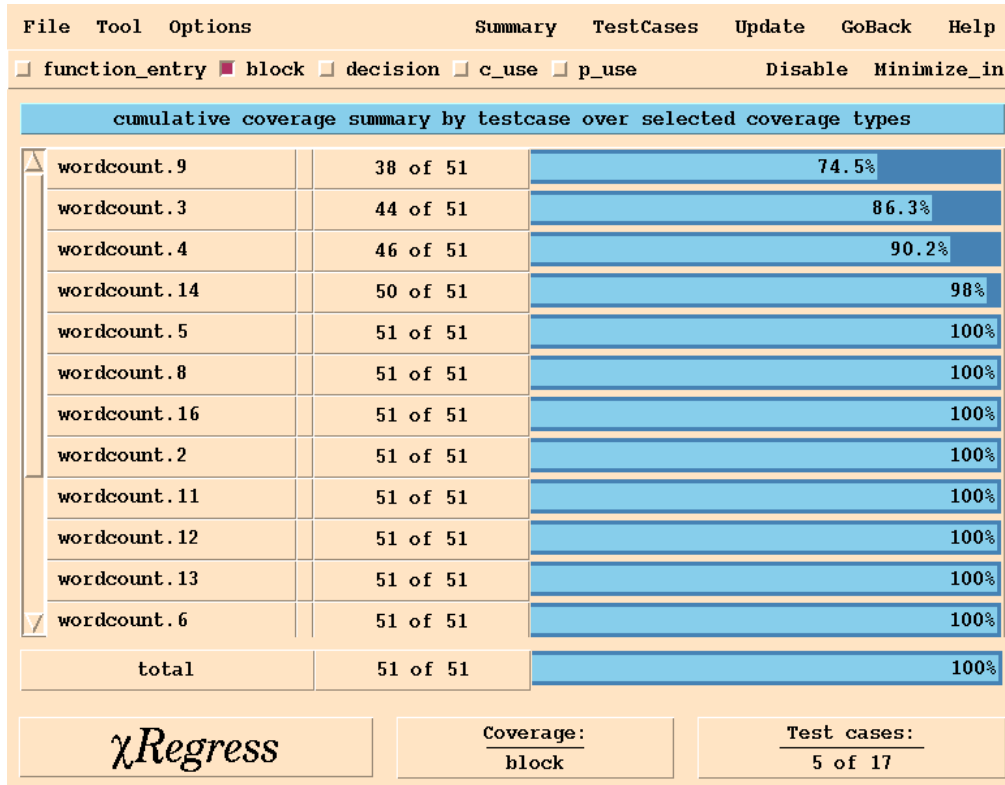 File Tool Options Summary TestCases Update GoBack Help
function_entry block decision c_use p_use Disable Minimize_in
cumulative coverage summary by testcase over selected coverage types
wordcount.9 38 of 51 74.5%
wordcount.3 44 of 51 86.3%
wordcount.4 46 of 51 90.2%
wordcount.14 50 of 51 98%
wordcount.5 51 of 51 100%
wordcount.8 51 of 51 100%
wordcount.16 51 of 51 100%
wordcount.2 51 of 51 100%
wordcount.11 51 of 51 100%
wordcount.12 51 of 51 100%
wordcount.13 51 of 51 100%
wordcount.6 51 of 51 100%
total 51 of 51 100%
χRegress
Coverage:
block
Test cases:
5 of 17